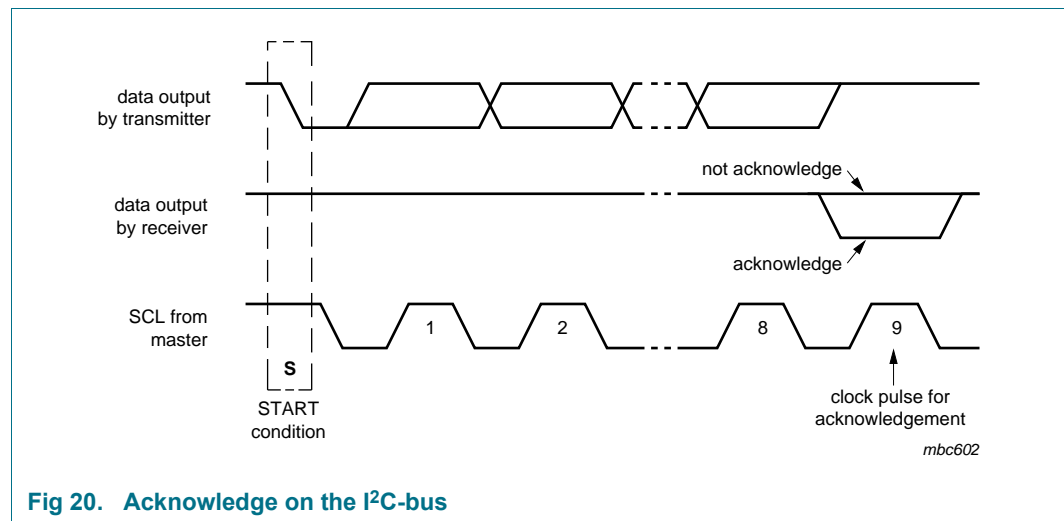 data output
by transmitter
not acknowledge
data output
by receiver
acknowledge
SCL from
master
1
2
8
9
S
START
condition
clock pulse for
acknowledgement
mbc602
Fig 20. Acknowledge on the I²C-bus